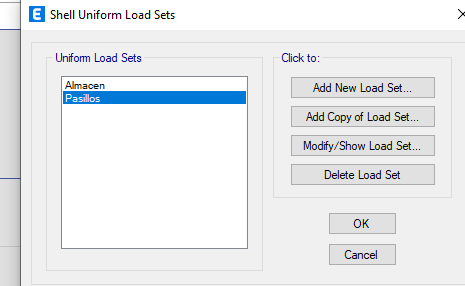 E Shell Uniform Load Sets
Uniform Load Sets
Almacen
Pasillos
Click to:
Add New Load Set...
Add Copy of Load Set...
Modify/Show Load Set...
Delete Load Set
OK
Cancel